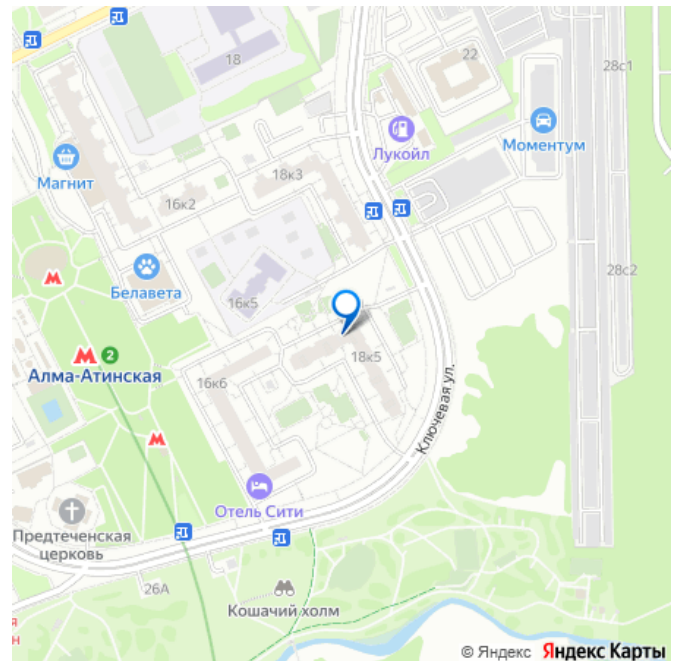 18
22
28с1
Лукойл
Моментум
Магнит
18к3
16к2
28с2
Белавета
16к5
2
Алма-Атинская
16к6
18к5
Ключевая ул.
Отель Сити
Предтеченская
церковь
26А
Кошачий холм
я
н
© Яндекс Яндекс Карты